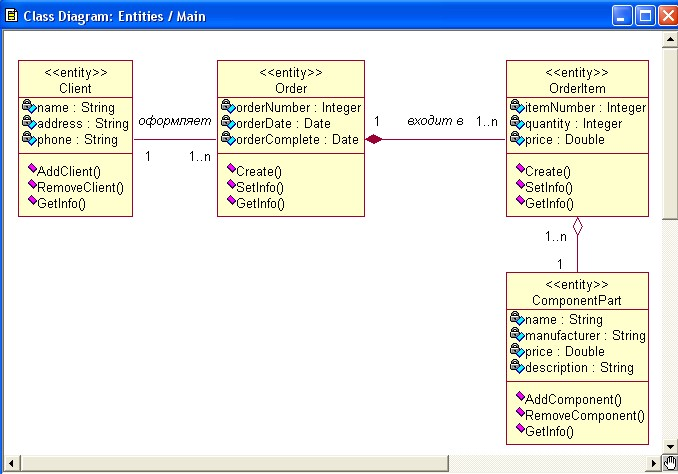 Class Diagram: Entities / Main
<<entity>>
Client
name : String
address : String
phone : String
AddClient()
RemoveClient()
GetInfo()
оформляет
1
1..n
<<entity>>
Order
orderNumber : Integer
orderDate : Date
orderComplete : Date
Create()
SetInfo()
GetInfo()
1
входит в
1..n
<<entity>>
OrderItem
itemNumber : Integer
quantity : Integer
price : Double
Create()
SetInfo()
GetInfo()
1..n
1
<<entity>>
ComponentPart
name : String
manufacturer : String
price : Double
description : String
AddComponent()
RemoveComponent()
GetInfo()